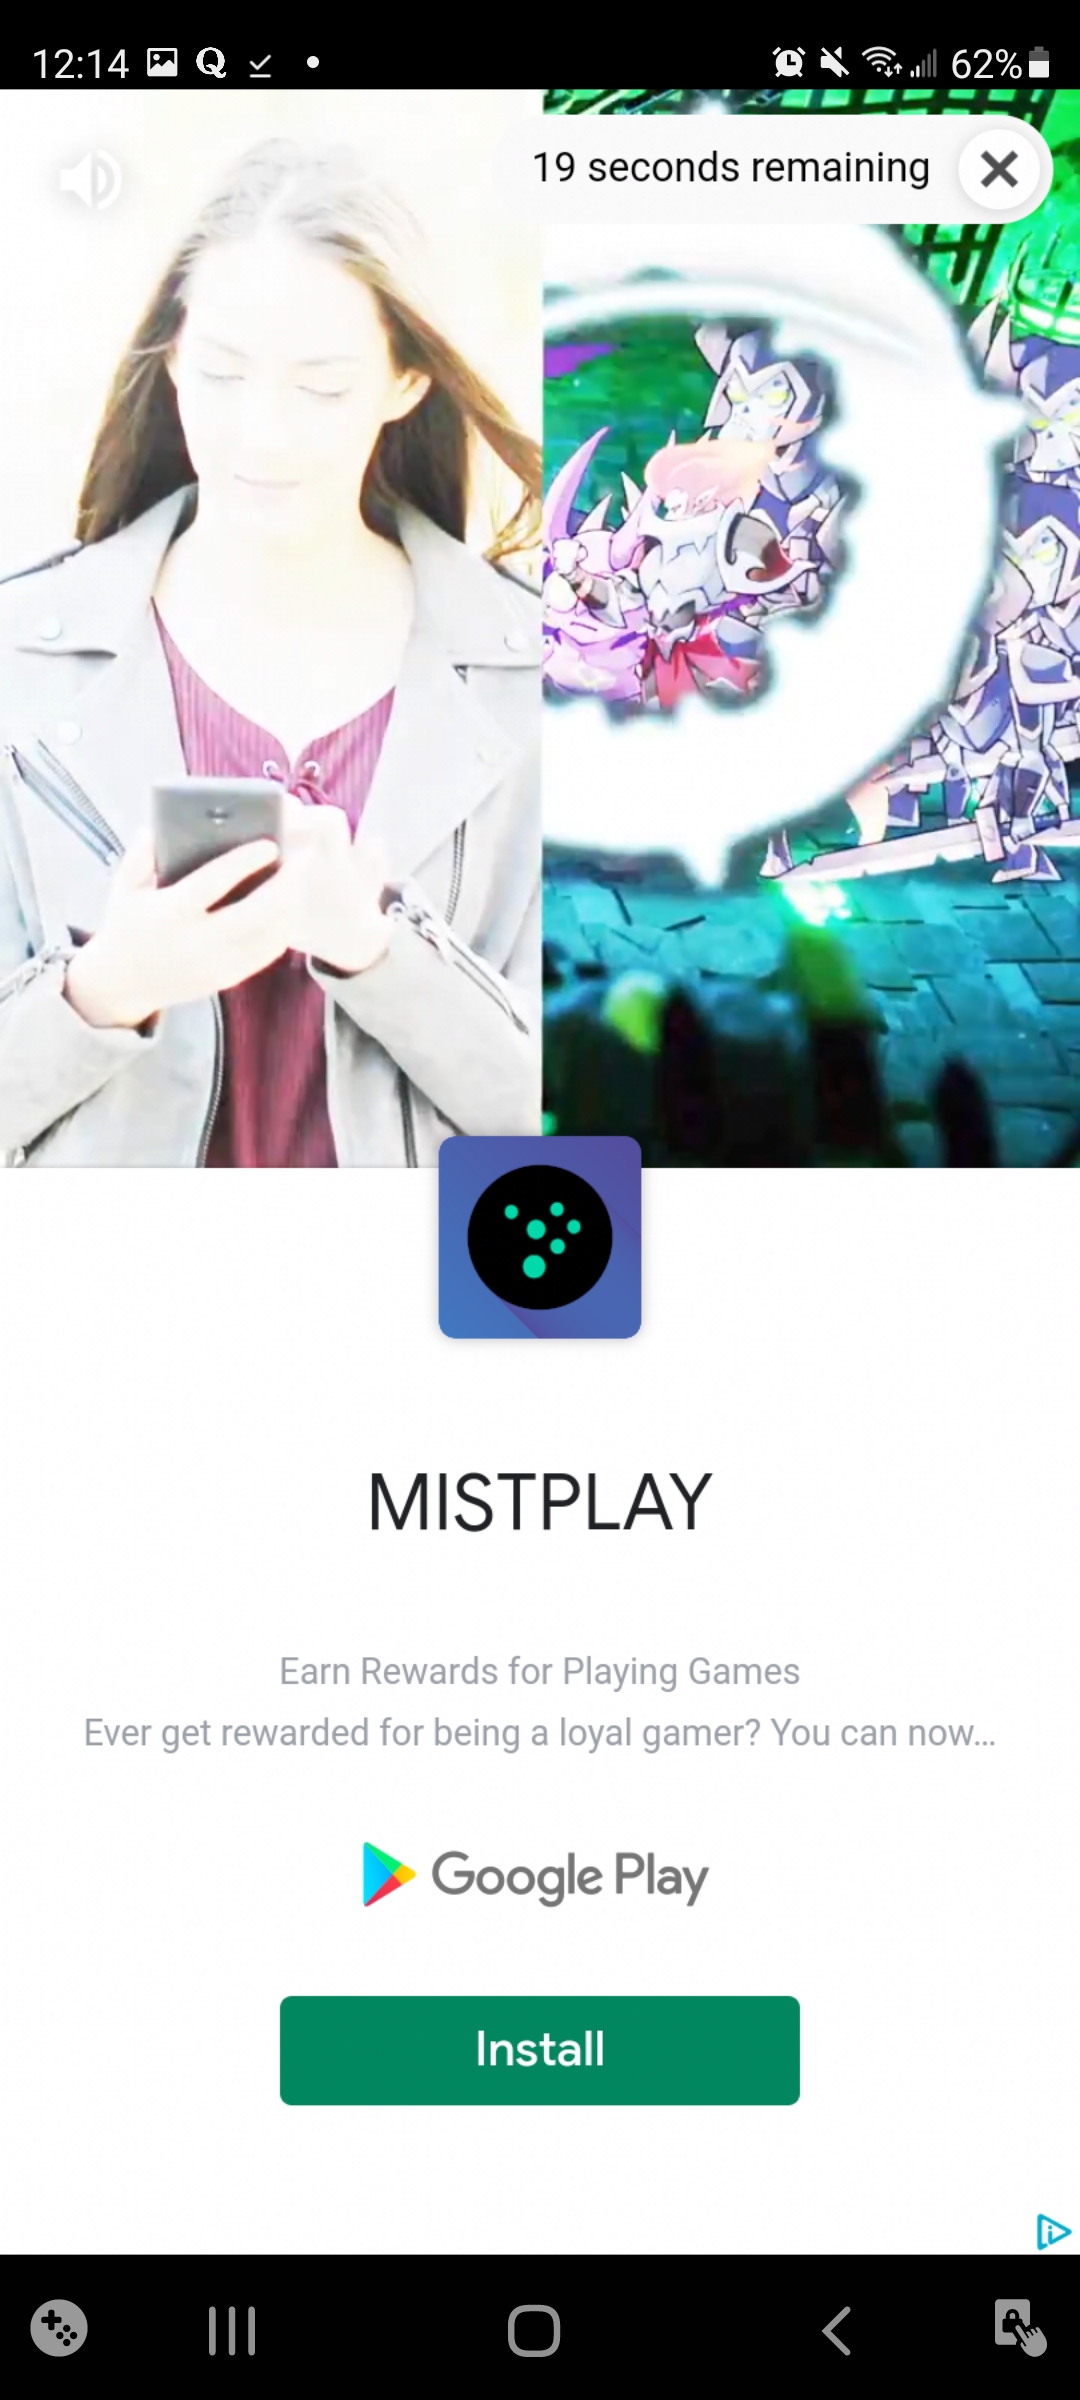 12:14
62%
19 seconds remaining
MISTPLAY
Earn Rewards for Playing Games
Ever get rewarded for being a loyal gamer? You can now...
Google Play
Install